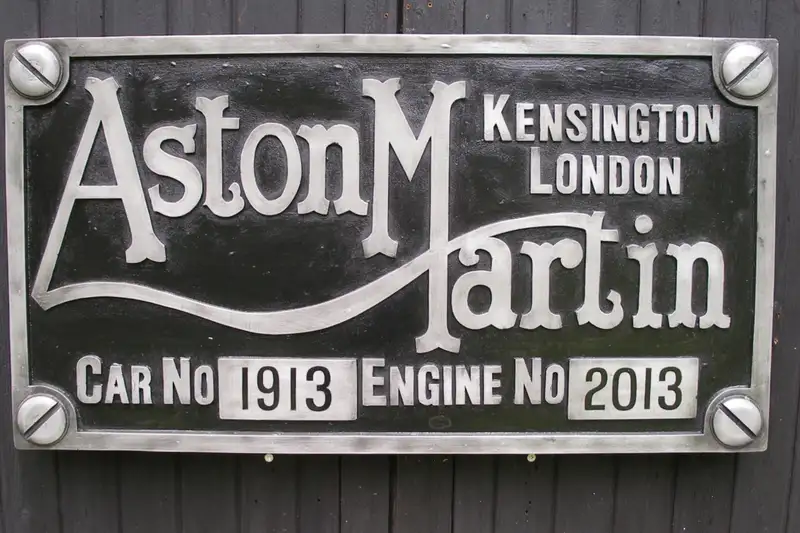 Aston Martin
KENSINGTON
LONDON
CAR NO 1913 ENGINE NO 2013